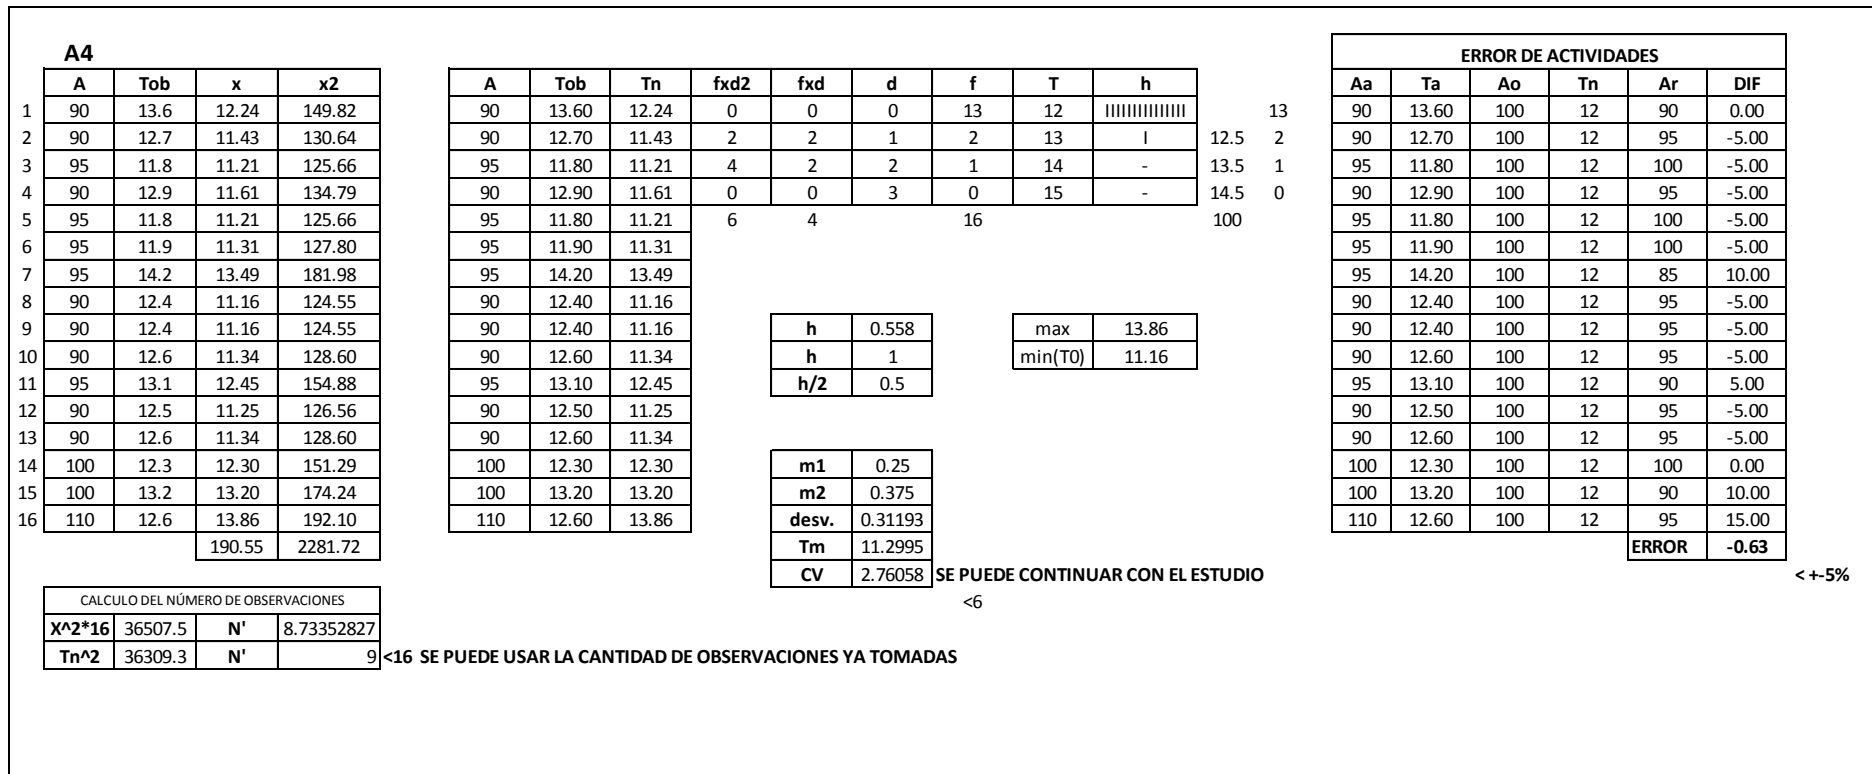 A4 ERROR DE ACTIVIDADES
A Tob x x2 A Tob Tn fxd2 fxd d f T h Aa Ta Ao Tn Ar DIF
1 90 13.6 12.24 149.82 90 13.60 12.24 0 0 0 13 12 IIIIIIIIIIIIIII 13 90 13.60 100 12 90 0.00
2 90 12.7 11.43 130.64 90 12.70 11.43 2 2 1 2 13 I 12.5 2 90 12.70 100 12 95 -5.00
3 95 11.8 11.21 125.66 95 11.80 11.21 4 2 2 1 14 - 13.5 1 95 11.80 100 12 100 -5.00
4 90 12.9 11.61 134.79 90 12.90 11.61 0 0 3 0 15 - 14.5 0 90 12.90 100 12 95 -5.00
5 95 11.8 11.21 125.66 95 11.80 11.21 6 4 16 100 95 11.80 100 12 100 -5.00
6 95 11.9 11.31 127.80 95 11.90 11.31 95 11.90 100 12 100 -5.00
7 95 14.2 13.49 181.98 95 14.20 13.49 95 14.20 100 12 85 10.00
8 90 12.4 11.16 124.55 90 12.40 11.16 90 12.40 100 12 95 -5.00
9 90 12.4 11.16 124.55 90 12.40 11.16 h 0.558 max 13.86 90 12.40 100 12 95 -5.00
10 90 12.6 11.34 128.60 90 12.60 11.34 h 1 min(T0) 11.16 90 12.60 100 12 95 -5.00
11 95 13.1 12.45 154.88 95 13.10 12.45 h/2 0.5 95 13.10 100 12 90 5.00
12 90 12.5 11.25 126.56 90 12.50 11.25 90 12.50 100 12 95 -5.00
13 90 12.6 11.34 128.60 90 12.60 11.34 90 12.60 100 12 95 -5.00
14 100 12.3 12.30 151.29 100 12.30 12.30 m1 0.25 100 12.30 100 12 100 0.00
15 100 13.2 13.20 174.24 100 13.20 13.20 m2 0.375 100 13.20 100 12 90 10.00
16 110 12.6 13.86 192.10 110 12.60 13.86 desv. 0.31193 110 12.60 100 12 95 15.00
190.55 2281.72 Tm 11.2995 ERROR -0.63
CV 2.76058 SE PUEDE CONTINUAR CON EL ESTUDIO < +-5%
CALCULO DEL NÚMERO DE OBSERVACIONES <6
X^2*16 36507.5 N' 8.73352827
Tn^2 36309.3 N' 9 <16 SE PUEDE USAR LA CANTIDAD DE OBSERVACIONES YA TOMADAS